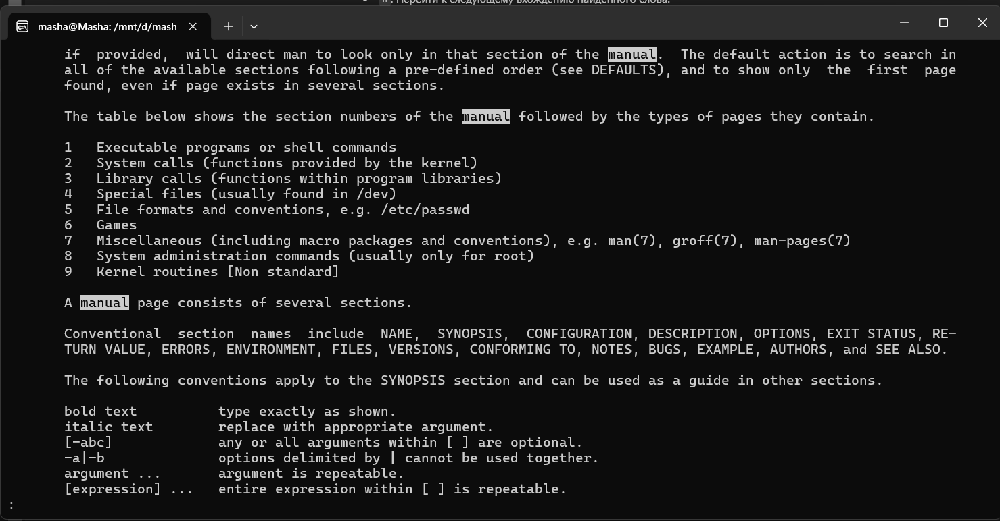 n: Перейти к следующему вхождению найденного слова.
masha@Masha: /mnt/d/mash
if provided, will direct man to look only in that section of the manual. The default action is to search in
all of the available sections following a pre-defined order (see DEFAULTS), and to show only the first page
found, even if page exists in several sections.
The table below shows the section numbers of the manual followed by the types of pages they contain.
1 Executable programs or shell commands
2 System calls (functions provided by the kernel)
3 Library calls (functions within program libraries)
4 Special files (usually found in /dev)
5 File formats and conventions, e.g. /etc/passwd
6 Games
7 Miscellaneous (including macro packages and conventions), e.g. man(7), groff(7), man-pages(7)
8 System administration commands (usually only for root)
9 Kernel routines [Non standard]
A manual page consists of several sections.
Conventional section names include NAME, SYNOPSIS, CONFIGURATION, DESCRIPTION, OPTIONS, EXIT STATUS, RE-
TURN VALUE, ERRORS, ENVIRONMENT, FILES, VERSIONS, CONFORMING TO, NOTES, BUGS, EXAMPLE, AUTHORS, and SEE ALSO.
The following conventions apply to the SYNOPSIS section and can be used as a guide in other sections.
bold text type exactly as shown.
italic text replace with appropriate argument.
[-abc] any or all arguments within [ ] are optional.
-a|-b options delimited by | cannot be used together.
argument ... argument is repeatable.
[expression] ... entire expression within [ ] is repeatable.
: